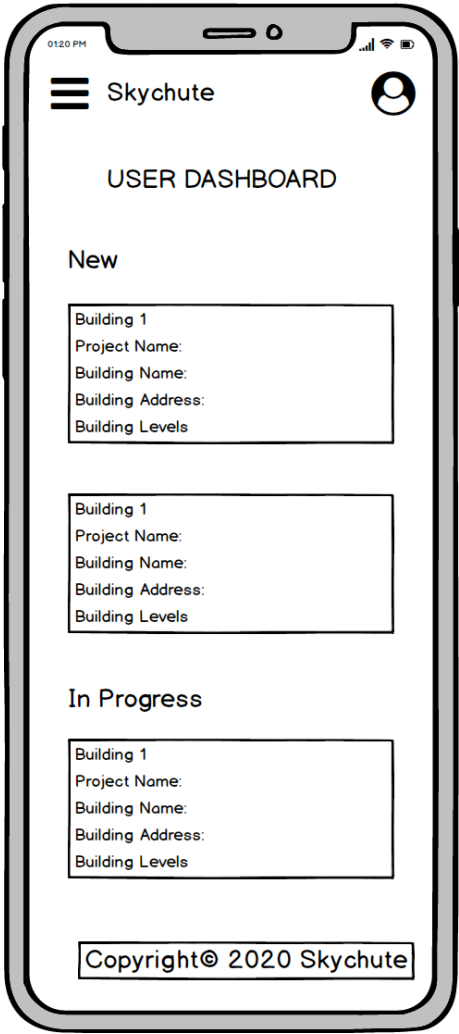 01:20 PM
Skychute
USER DASHBOARD
New
Building 1
Project Name:
Building Name:
Building Address:
Building Levels
Building 1
Project Name:
Building Name:
Building Address:
Building Levels
In Progress
Building 1
Project Name:
Building Name:
Building Address:
Building Levels
Copyright© 2020 Skychute